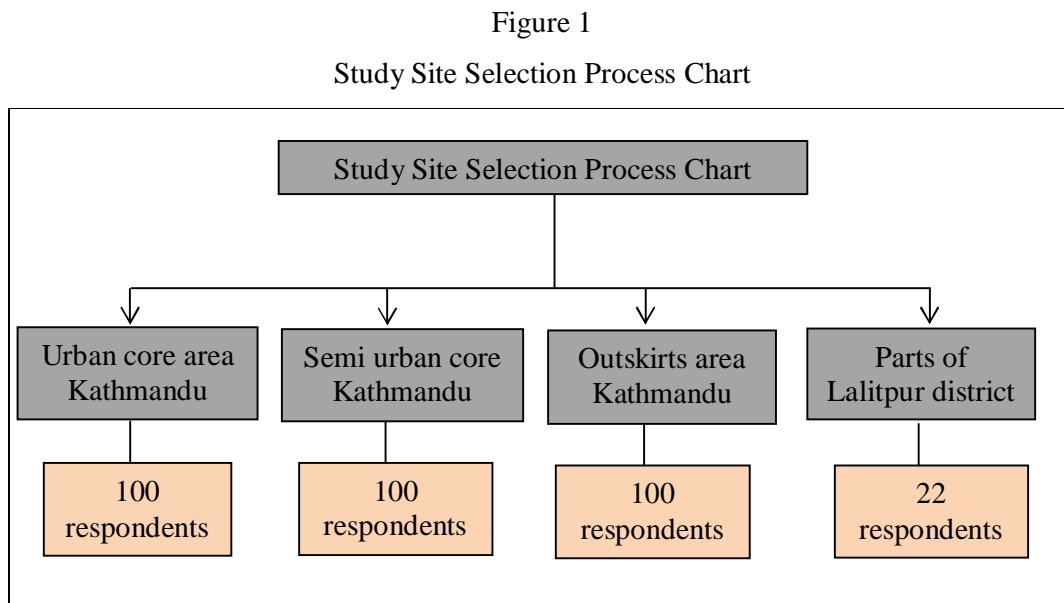 Figure 1
Study Site Selection Process Chart
Study Site Selection Process Chart
Urban core area
Kathmandu
Semi urban core
Kathmandu
Outskirts area
Kathmandu
Parts of
Lalitpur district
100
respondents
100
respondents
100
respondents
22
respondents